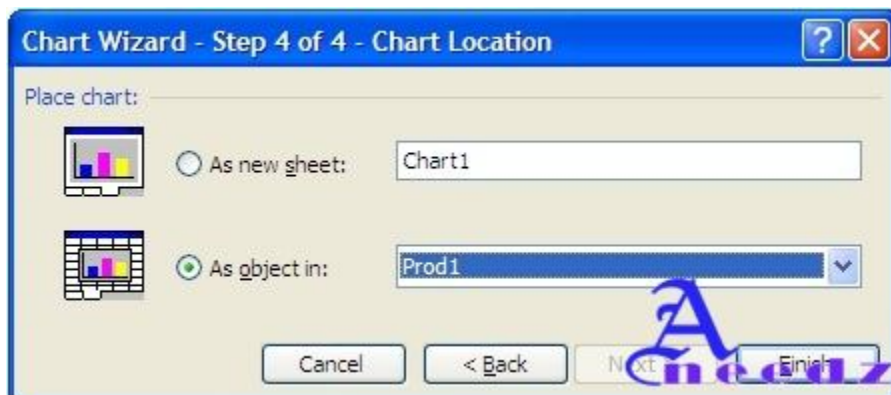 Chart Wizard - Step 4 of 4 - Chart Location
Place chart:
As new sheet: Chart1
As object in: Prod1
Cancel < Back Next Finish
A
needz